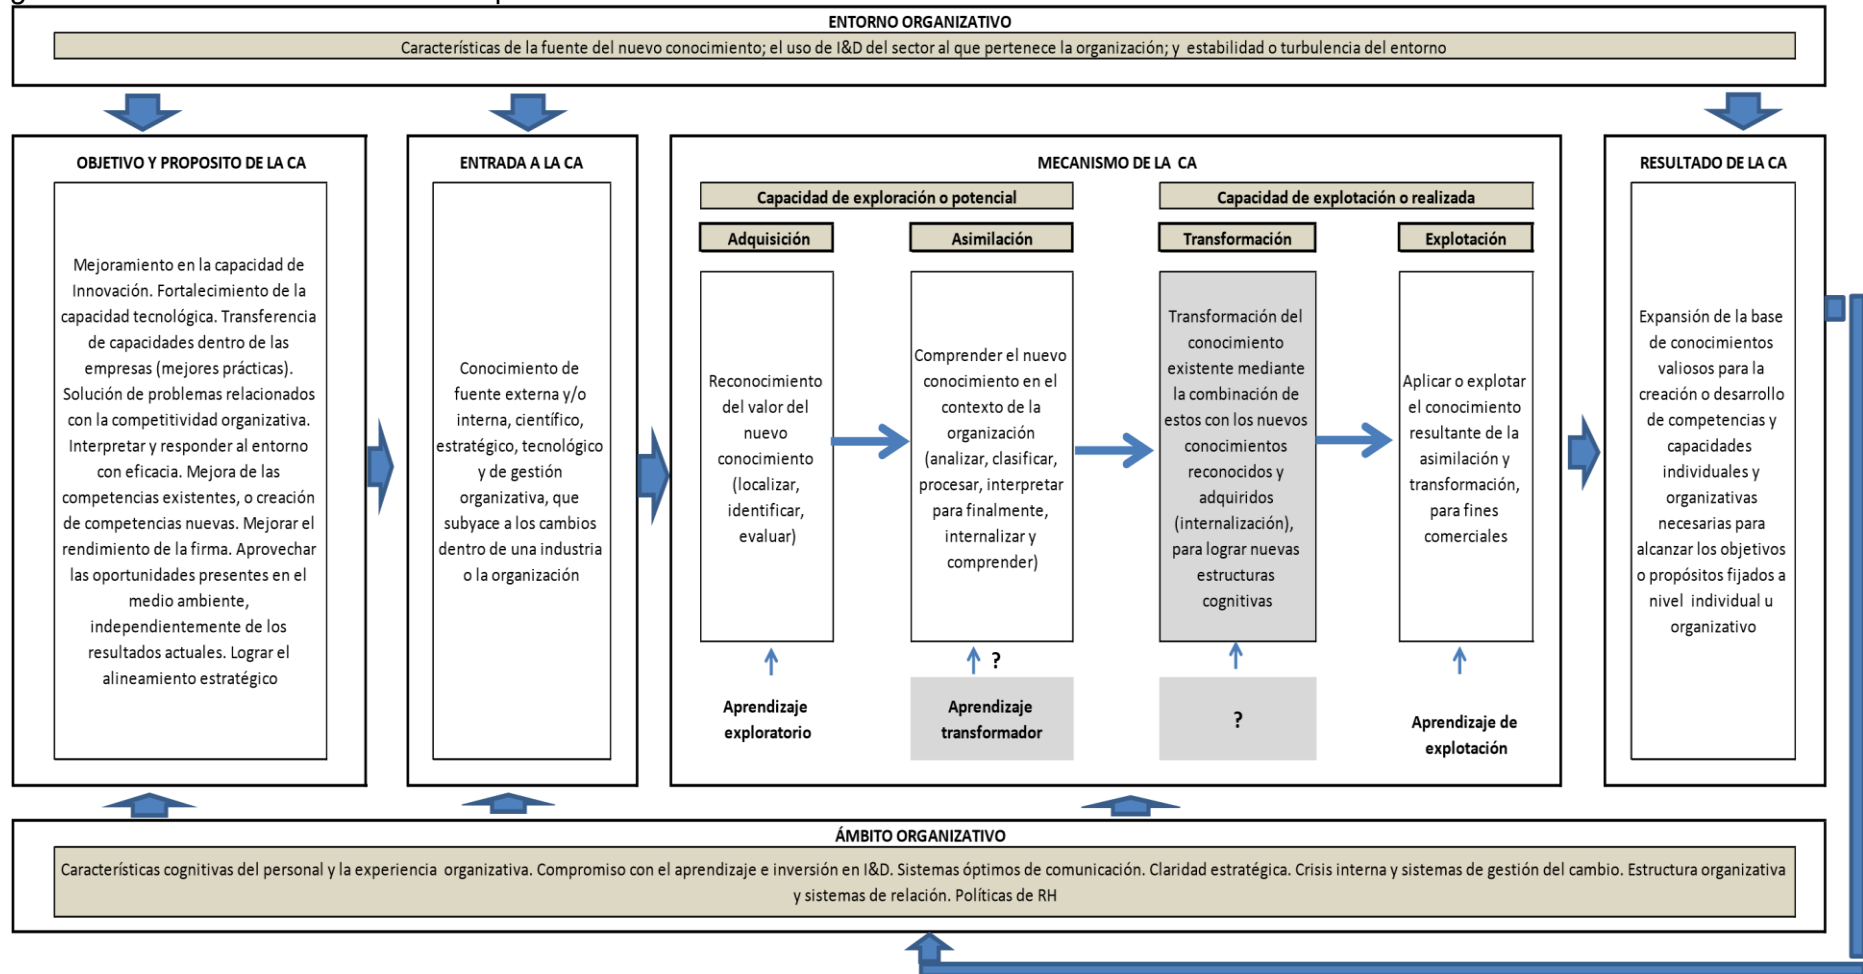 ENTORNO ORGANIZATIVO
Características de la fuente del nuevo conocimiento; el uso de I&D del sector al que pertenece la organización; y estabilidad o turbulencia del entorno
OBJETIVO Y PROPOSITO DE LA CA
Mejoramiento en la capacidad de
Innovación. Fortalecimiento de la
capacidad tecnológica. Transferencia
de capacidades dentro de las
empresas (mejores prácticas).
Solución de problemas relacionados
con la competitividad organizativa.
Interpretar y responder al entorno
con eficacia. Mejora de las
competencias existentes, o creación
de competencias nuevas. Mejorar el
rendimiento de la firma. Aprovechar
las oportunidades presentes en el
medio ambiente,
independientemente de los
resultados actuales. Lograr el
alineamiento estratégico
ENTRADA A LA CA
Conocimiento de
fuente externa y/o
interna, científico,
estratégico, tecnológico
y de gestión
organizativa, que
subyace a los cambios
dentro de una industria
o la organización
MECANISMO DE LA CA
Capacidad de exploración o potencial
Capacidad de explotación o realizada
Adquisición
Reconocimiento
del valor del
nuevo
conocimiento
(localizar,
identificar,
evaluar)
Aprendizaje
exploratorio
Asimilación
Comprender el nuevo
conocimiento en el
contexto de la
organización
(analizar, clasificar,
procesar, interpretar
para finalmente,
internalizar y
comprender)
?
Aprendizaje
transformador
Transformación
Transformación del
conocimiento
existente mediante
la combinación de
estos con los nuevos
conocimientos
reconocidos y
adquiridos
(internalización),
para lograr nuevas
estructuras
cognitivas
?
Explotación
Aplicar o explotar
el conocimiento
resultante de la
asimilación y
transformación,
para fines
comerciales
Aprendizaje de
explotación
RESULTADO DE LA CA
Expansión de la base
de conocimientos
valiosos para la
creación o desarrollo
de competencias y
capacidades
individuales y
organizativas
necesarias para
alcanzar los objetivos
o propósitos fijados a
nivel individual u
organizativo
ÁMBITO ORGANIZATIVO
Características cognitivas del personal y la experiencia organizativa. Compromiso con el aprendizaje e inversión en I&D. Sistemas óptimos de comunicación. Claridad estratégica. Crisis interna y sistemas de gestión del cambio. Estructura organizativa
y sistemas de relación. Políticas de RH